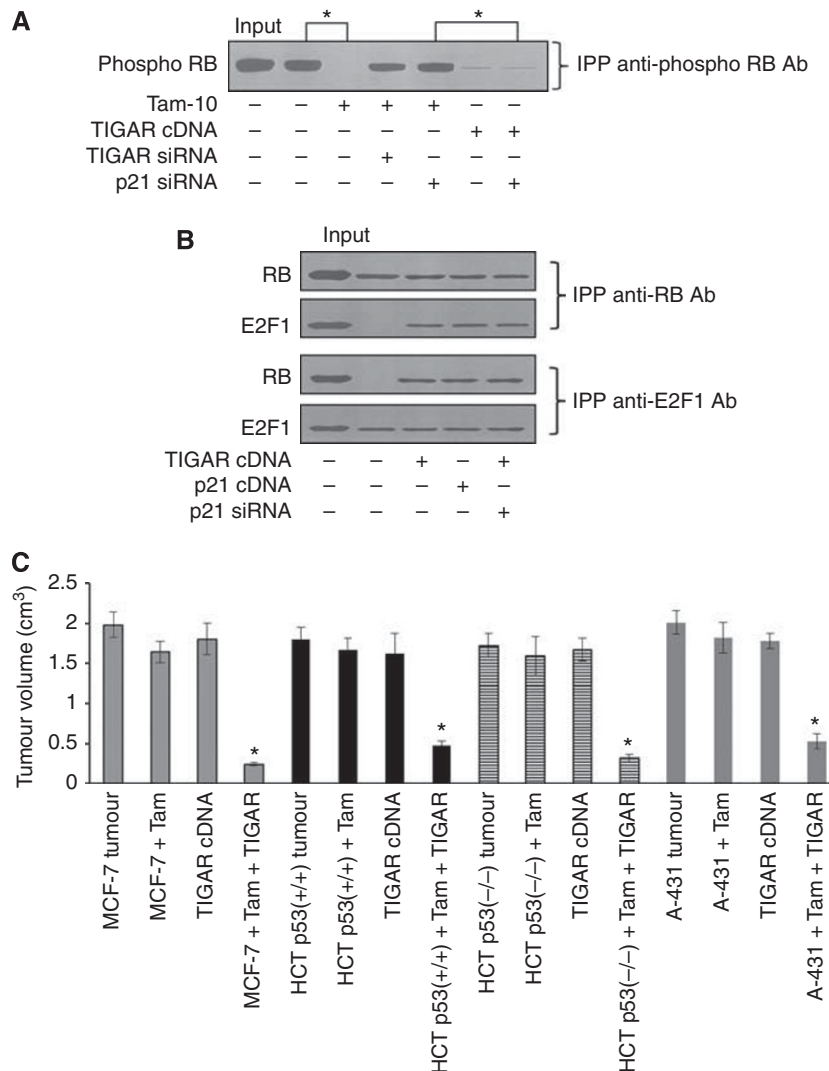 A
Input
*
*
Phospho RB
IPP anti-phospho RB Ab
Tam-10 – – + + + – –
TIGAR cDNA – – – – – + +
TIGAR siRNA – – – + – – –
p21 siRNA – – – – + – +
B
Input
RB
IPP anti-RB Ab
E2F1
RB
IPP anti-E2F1 Ab
E2F1
TIGAR cDNA – – + – +
p21 cDNA – – – + –
p21 siRNA – – – – +
C
Tumour volume (cm³)
2.5
2
1.5
1
0.5
0
*
*
*
*
MCF-7 tumour
MCF-7 + Tam
TIGAR cDNA
MCF-7 + Tam + TIGAR
HCT p53(+/+) tumour
HCT p53(+/+) + Tam
TIGAR cDNA
HCT p53(+/+) + Tam + TIGAR
HCT p53(–/–) tumour
HCT p53(–/–) + Tam
TIGAR cDNA
HCT p53(–/–) + Tam + TIGAR
A-431 tumour
A-431 + Tam
TIGAR cDNA
A-431 + Tam + TIGAR